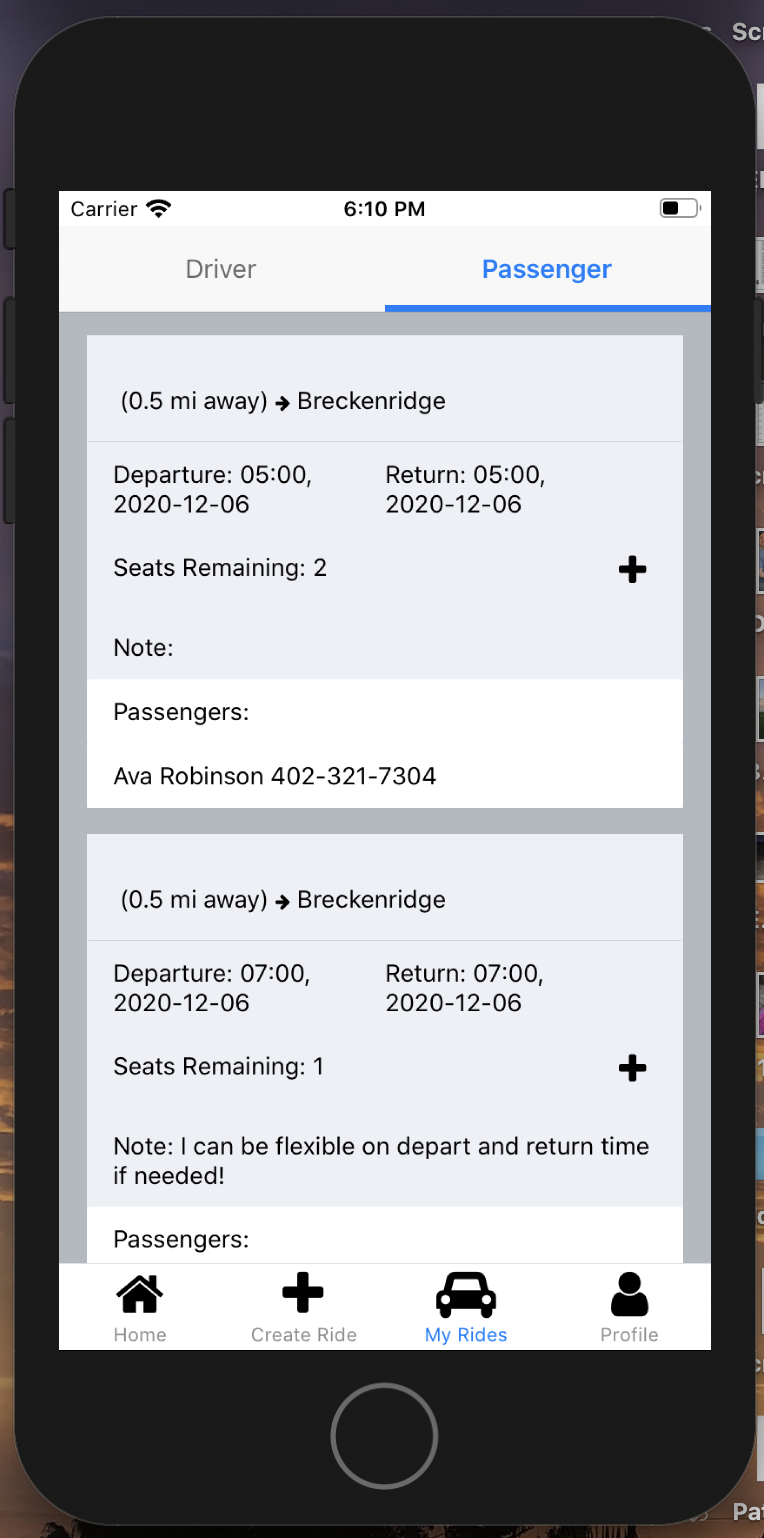 Carrier 6:10 PM
Driver Passenger
(0.5 mi away) → Breckenridge
Departure: 05:00, Return: 05:00,
2020-12-06 2020-12-06
Seats Remaining: 2
Note:
Passengers:
Ava Robinson 402-321-7304
(0.5 mi away) → Breckenridge
Departure: 07:00, Return: 07:00,
2020-12-06 2020-12-06
Seats Remaining: 1
Note: I can be flexible on depart and return time
if needed!
Passengers:
Home Create Ride My Rides Profile